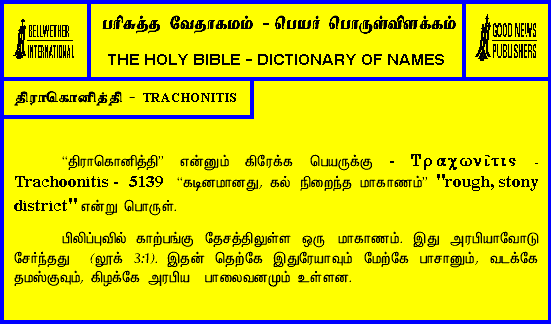 BELLWETHER
INTERNATIONAL
பரிசுத்த வேதாகமம் - பெயர் பொருள்விளக்கம்
THE HOLY BIBLE - DICTIONARY OF NAMES
GOOD NEWS
PUBLISHERS
திராகொனித்தி - TRACHONITIS
“திராகொனித்தி” என்னும் கிரேக்க பெயருக்கு - Τραχωνῖτις -
Trachoonitis - 5139 “கடினமானது, கல் நிறைந்த மாகாணம்” "rough, stony
district" என்று பொருள்.
பிலிப்புவில் காற்பங்கு தேசத்திலுள்ள ஒரு மாகாணம். இது அரபியாவோடு
சேர்ந்தது (லூக் 3:1). இதன் தெற்கே இதுரேயாவும் மேற்கே பாசானும், வடக்கே
தமஸ்குவும், கிழக்கே அரபிய பாலைவனமும் உள்ளன.